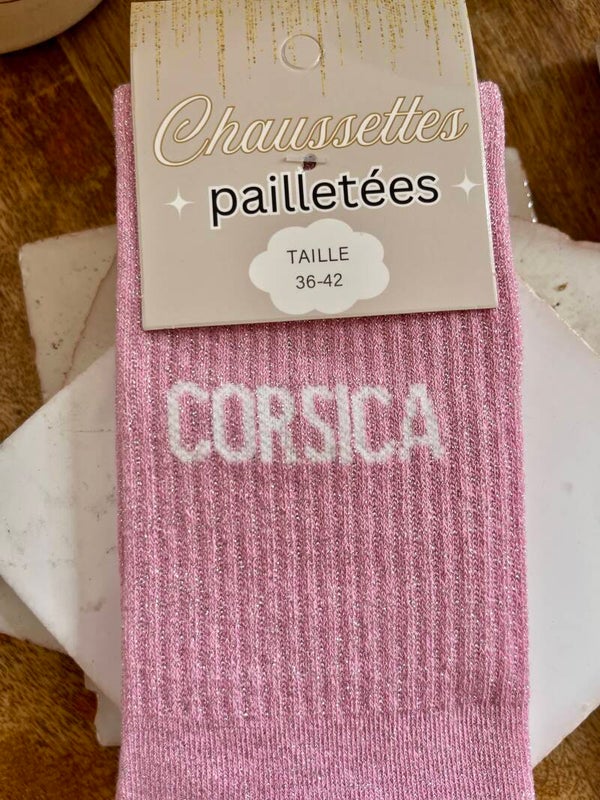 Chaussettes
pailletées
TAILLE
36-42
CORSICA